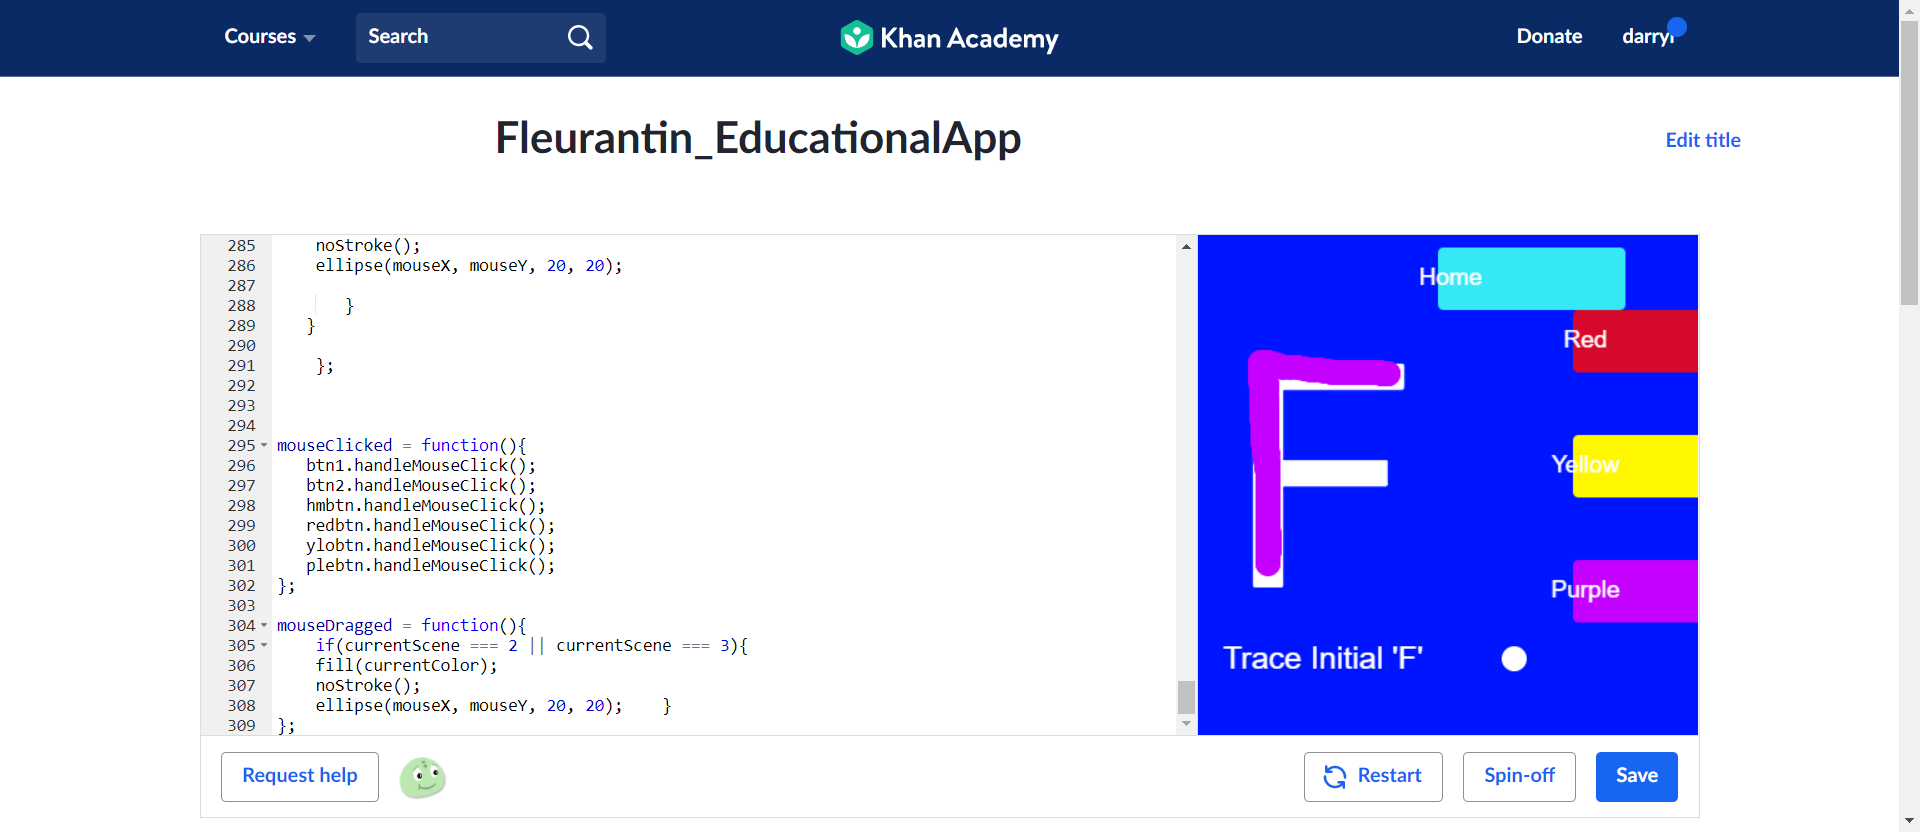 Courses
Search
Khan Academy
Donate
darryl
Fleurantin_EducationalApp
Edit title
285 noStroke();
286 ellipse(mouseX, mouseY, 20, 20);
287
288 }
289 }
290
291 };
292
293
294
295 mouseClicked = function(){
296 btn1.handleMouseClick();
297 btn2.handleMouseClick();
298 hmbtn.handleMouseClick();
299 redbtn.handleMouseClick();
300 ylobtn.handleMouseClick();
301 plebtn.handleMouseClick();
302 };
303
304 mouseDragged = function(){
305 if(currentScene === 2 || currentScene === 3){
306 fill(currentColor);
307 noStroke();
308 ellipse(mouseX, mouseY, 20, 20); }
309 };
Home
Red
F
Yellow
Purple
Trace Initial 'F'
Request help
Restart
Spin-off
Save